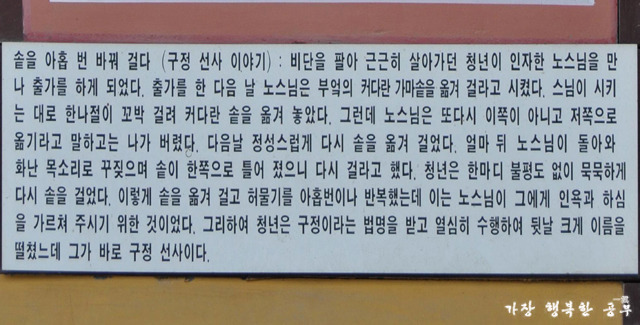 솥을 아홉 번 바꿔 걸다 (구정 선사 이야기) : 비단을 팔아 근근히 살아가던 청년이 인자한 노스님을 만
나 출가를 하게 되었다. 출가를 한 다음 날 노스님은 부엌의 커다란 가마솥을 옮겨 걸라고 시켰다. 스님이 시키
는 대로 한나절이 꼬박 걸려 커다란 솥을 옮겨 놓았다. 그런데 노스님은 또다시 이쪽이 아니고 저쪽으로
옮기라고 말하고는 나가 버렸다. 다음날 정성스럽게 다시 솥을 옮겨 걸었다. 얼마 뒤 노스님이 돌아와
화난 목소리로 꾸짖으며 솥이 한쪽으로 틀어 졌으니 다시 걸라고 했다. 청년은 한마디 불평도 없이 묵묵하게
다시 솥을 걸었다. 이렇게 솥을 옮겨 걸고 허물기를 아홉번이나 반복했는데 이는 노스님이 그에게 인욕과 하심
을 가르쳐 주시기 위한 것이었다. 그리하여 청년은 구정이라는 법명을 받고 열심히 수행하여 뒷날 크게 이름을
떨쳤느데 그가 바로 구정 선사이다.
가장 행복한 공부